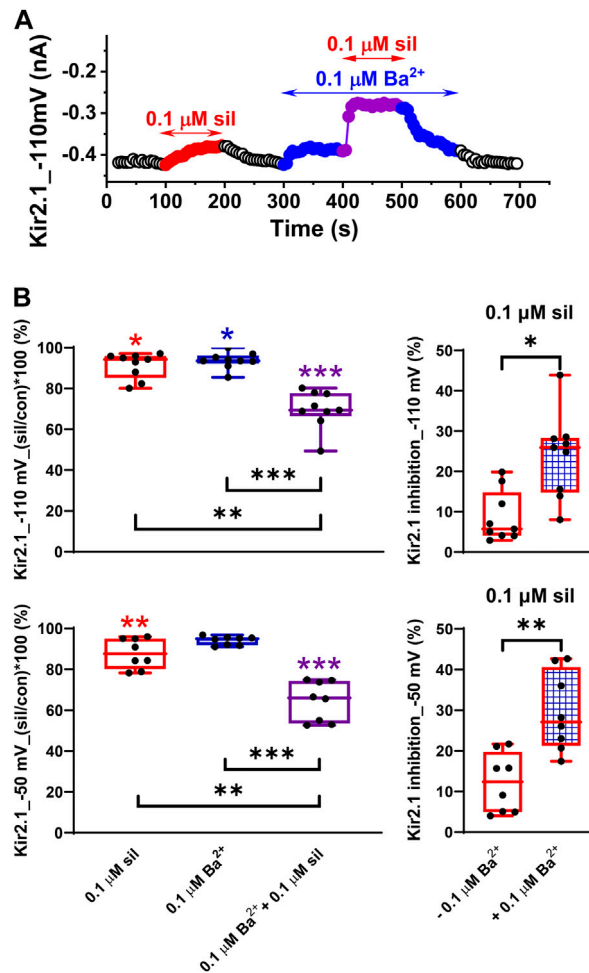 A
0.1 μM sil
0.1 μM Ba²⁺
0.1 μM sil
Kir2.1_-110mV (nA)
-0.2
-0.3
-0.4
0 100 200 300 400 500 600 700
Time (s)
B
Kir2.1_-110 mV_(sil/con)*100 (%)
100
80
60
40
20
0
*
*
***
***
**
0.1 μM sil
Kir2.1 inhibition_-110 mV (%)
50
40
30
20
10
0
*
Kir2.1_-50 mV_(sil/con)*100 (%)
100
80
60
40
20
0
**
***
***
**
0.1 μM sil
0.1 μM Ba²⁺
0.1 μM Ba²⁺ + 0.1 μM sil
0.1 μM sil
Kir2.1 inhibition_-50 mV (%)
50
40
30
20
10
0
**
- 0.1 μM Ba²⁺
+ 0.1 μM Ba²⁺